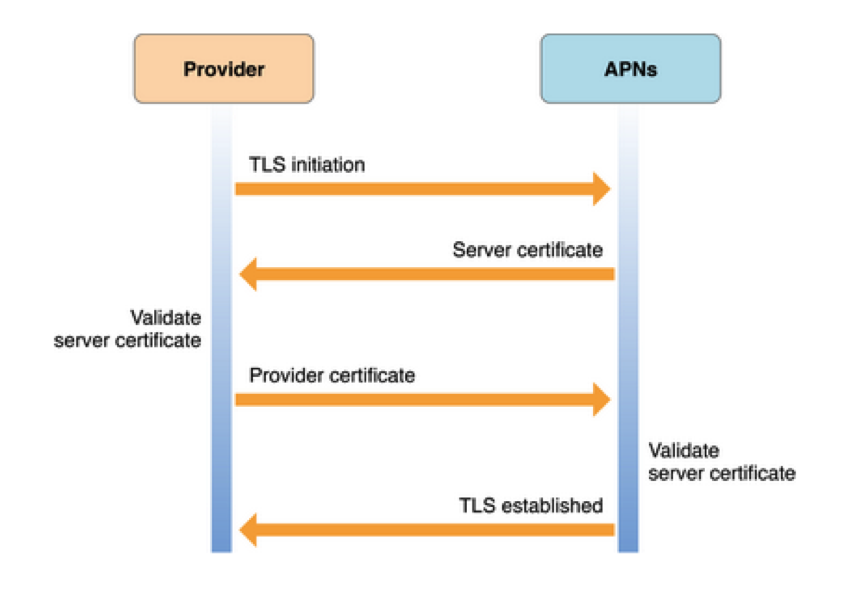 Provider
APNs
TLS initiation
Server certificate
Validate
server certificate
Provider certificate
Validate
server certificate
TLS established